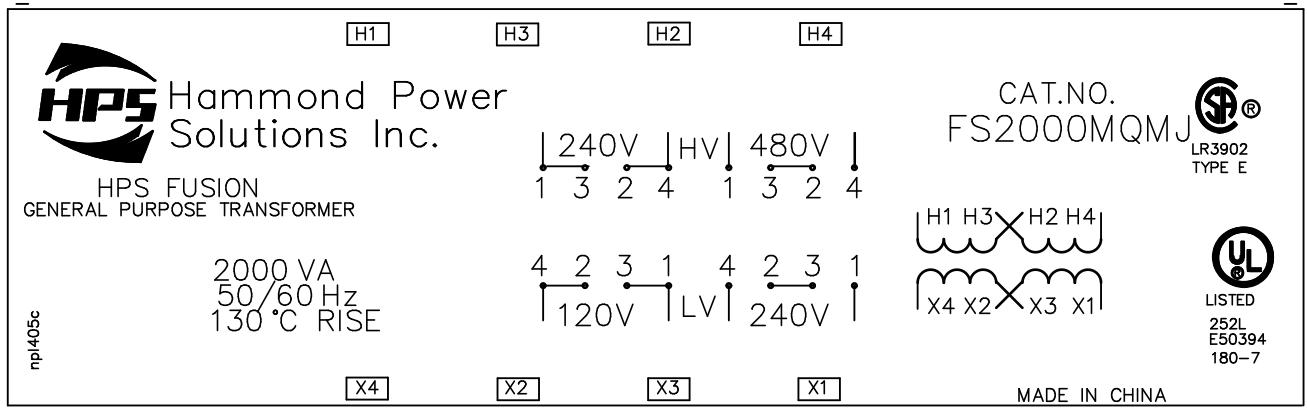 H1 H3 H2 H4
HPS
Hammond Power
Solutions Inc.
HPS FUSION
GENERAL PURPOSE TRANSFORMER
2000 VA
50/60 Hz
130 °C RISE
npl405c
240V HV 480V
1 3 2 4 1 3 2 4
4 2 3 1 4 2 3 1
120V LV 240V
CAT.NO.
FS2000MQMJ
H1 H3 H2 H4
X4 X2 X3 X1
SA ®
LR3902
TYPE E
UL ®
LISTED
252L
E50394
180-7
X4 X2 X3 X1
MADE IN CHINA